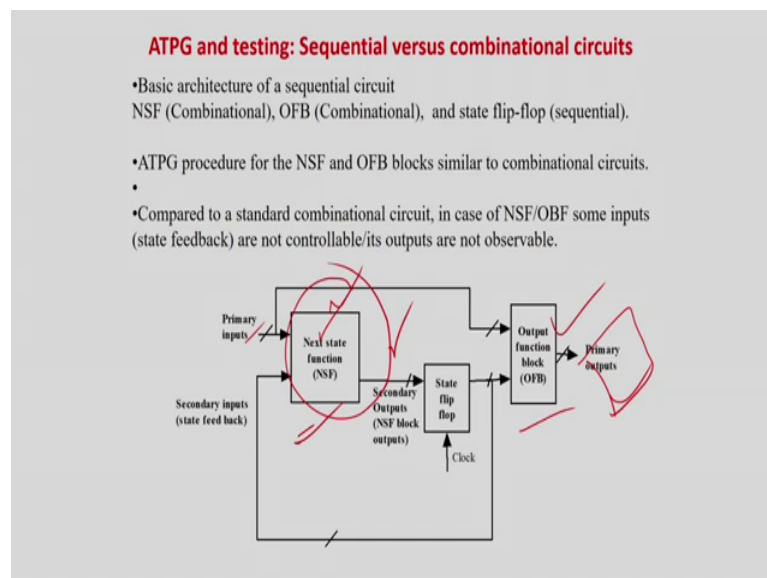 ATPG and testing: Sequential versus combinational circuits
•Basic architecture of a sequential circuit
NSF (Combinational), OFB (Combinational), and state flip-flop (sequential).
•ATPG procedure for the NSF and OFB blocks similar to combinational circuits.
•
•Compared to a standard combinational circuit, in case of NSF/OBF some inputs
(state feedback) are not controllable/its outputs are not observable.
Primary
inputs
Next state
function
(NSF)
Secondary inputs
(state feed back)
Secondary
Outputs
(NSF block
outputs)
State
flip
flop
Clock
Output
function
block
(OFB)
Primary
outputs